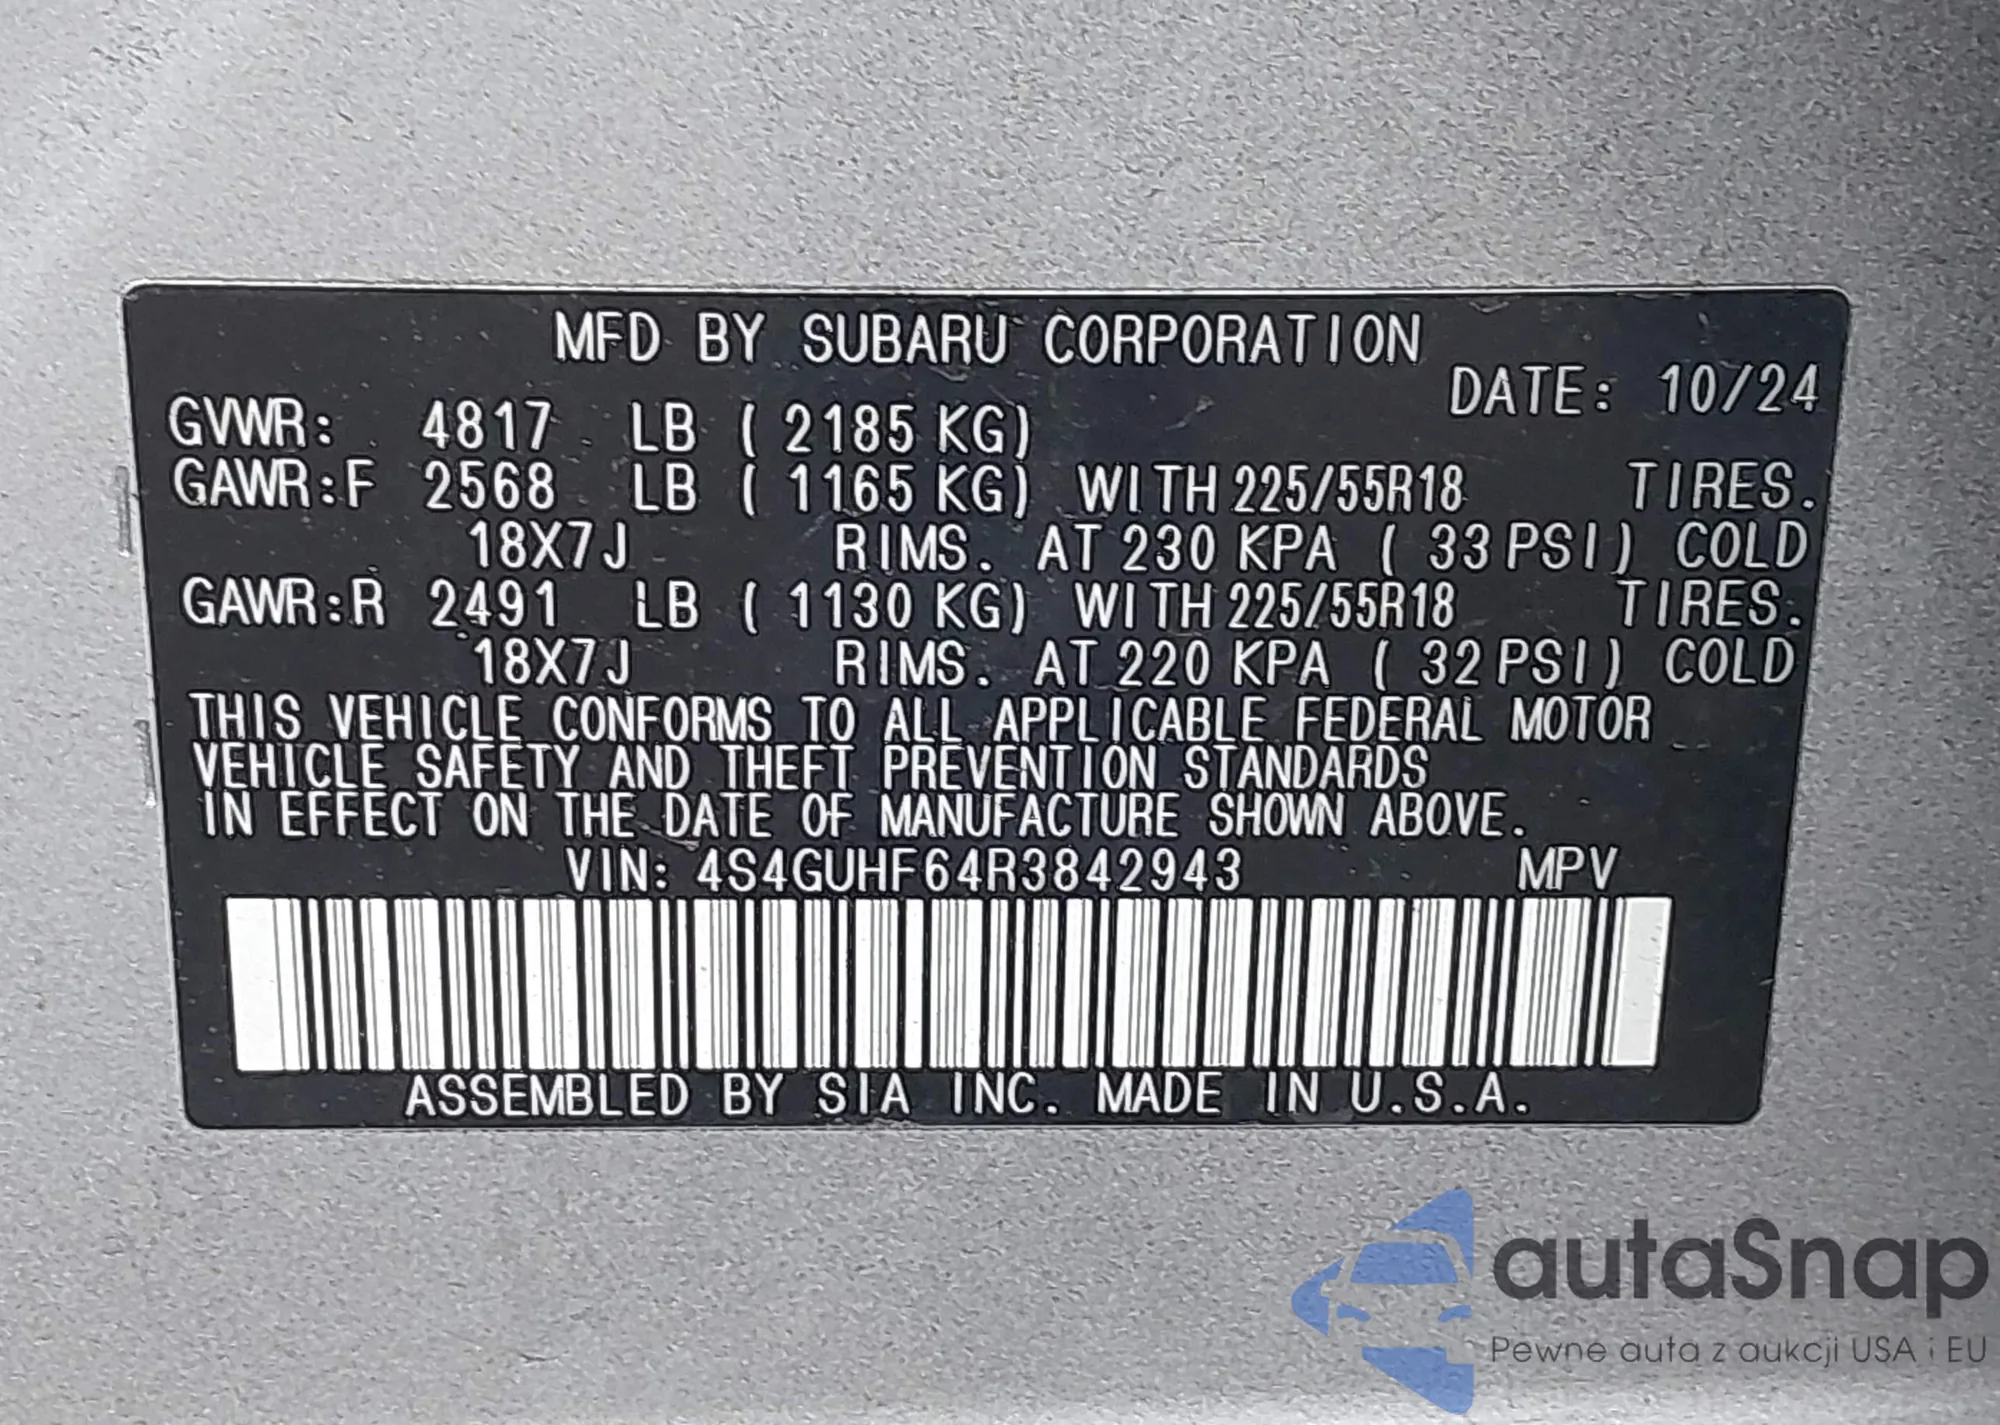 MFD BY SUBARU CORPORATION
DATE: 10/24
GVWR: 4817 LB ( 2185 KG)
GAWR:F 2568 LB ( 1165 KG) WITH 225/55R18 TIRES.
18X7J RIMS. AT 230 KPA ( 33 PSI) COLD
GAWR:R 2491 LB ( 1130 KG) WITH 225/55R18 TIRES.
18X7J RIMS. AT 220 KPA ( 32 PSI) COLD
THIS VEHICLE CONFORMS TO ALL APPLICABLE FEDERAL MOTOR
VEHICLE SAFETY AND THEFT PREVENTION STANDARDS
IN EFFECT ON THE DATE OF MANUFACTURE SHOWN ABOVE.
VIN: 4S4GUHF64R3842943 MPV
ASSEMBLED BY SIA INC. MADE IN U.S.A.
autaSnap
Pewne auta z aukcji USA i EU